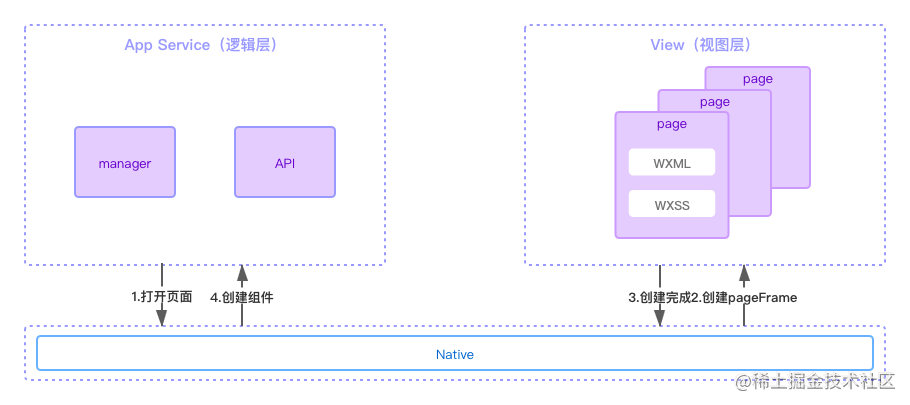 App Service（逻辑层）
View（视图层）
page
page
page
manager
API
WXML
WXSS
1.打开页面
4.创建组件
3.创建完成
2.创建pageFrame
Native
@稀土掘金技术社区